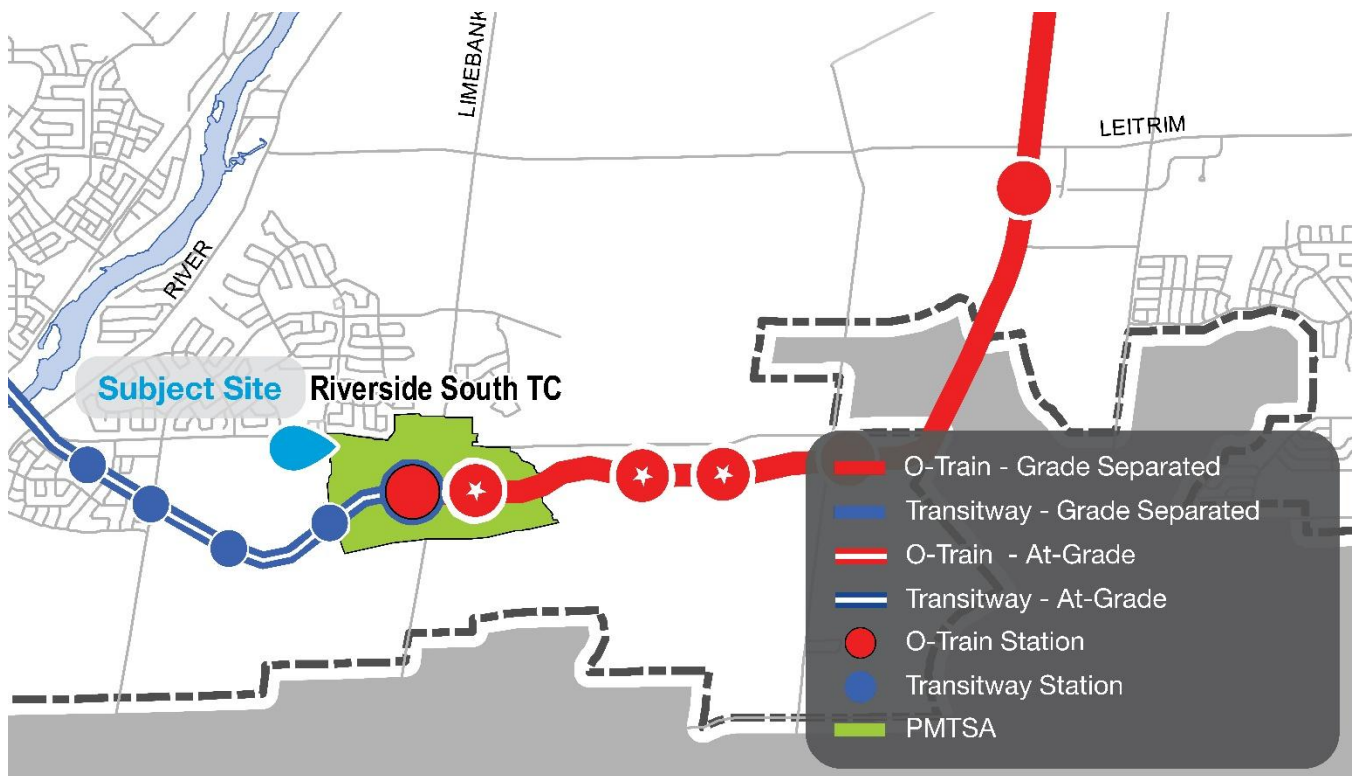 LIMEBANK
LEITRIM
RIVER
Subject Site
Riverside South TC
O-Train - Grade Separated
Transitway - Grade Separated
O-Train - At-Grade
Transitway - At-Grade
O-Train Station
Transitway Station
PMTSA